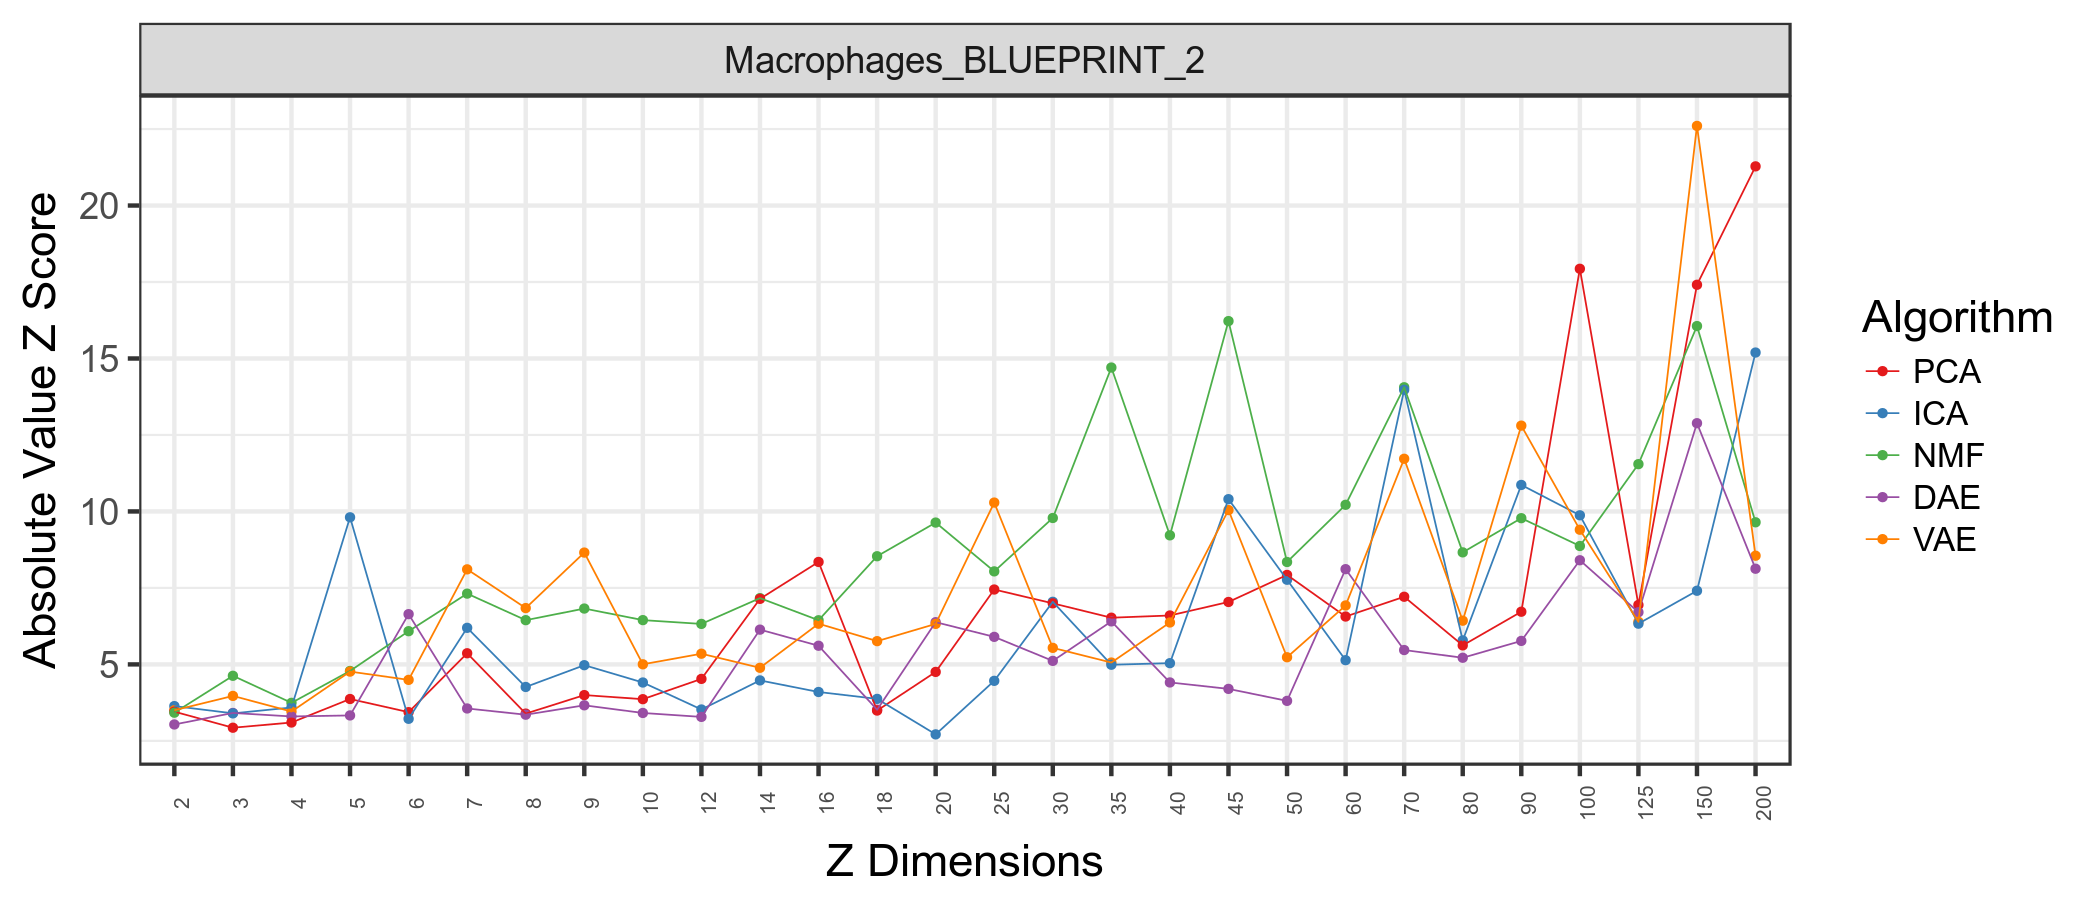 Macrophages_BLUEPRINT_2
Absolute Value Z Score
20
15
10
5
2 3 4 5 6 7 8 9 10 12 14 16 18 20 25 30 35 40 45 50 60 70 80 90 100 125 150 200
Z Dimensions
Algorithm
PCA
ICA
NMF
DAE
VAE